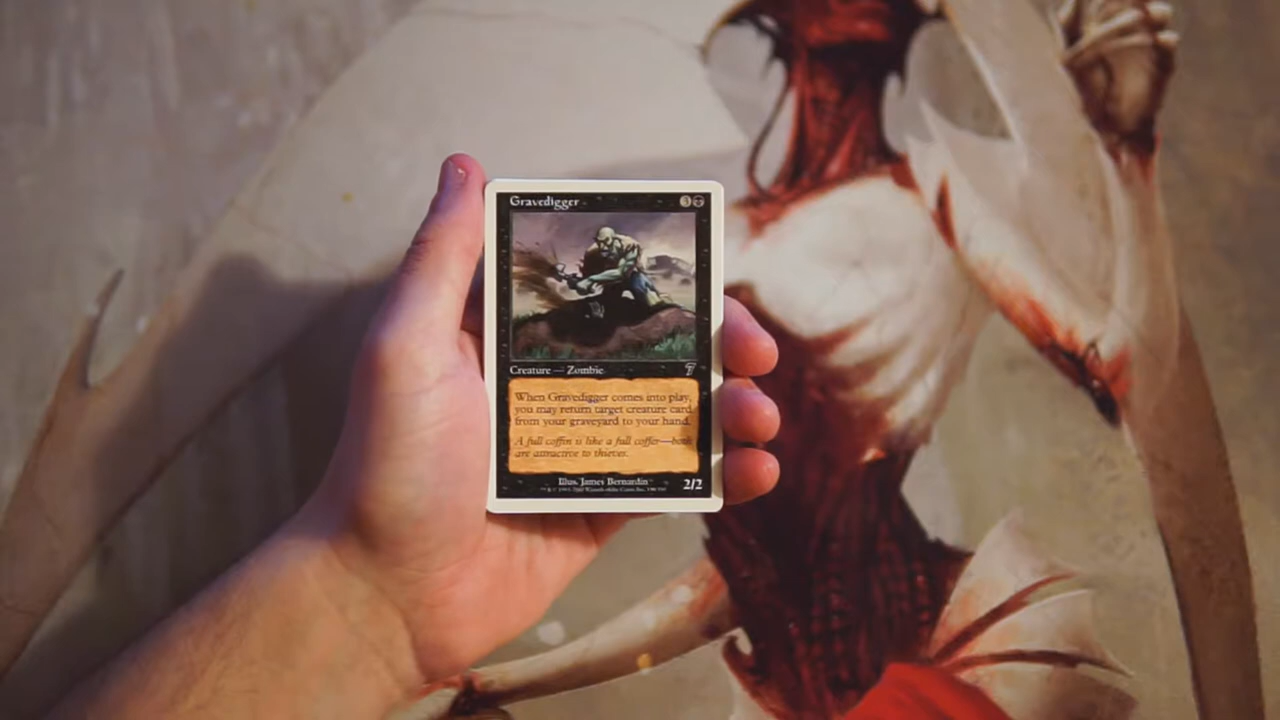 Gravedigger 3
Creature — Zombie
When Gravedigger comes into play,
you may return target creature card
from your graveyard to your hand.
A full coffin is like a full coffer—both
are attractive to thieves.
Illus. James Bernardin
2/2